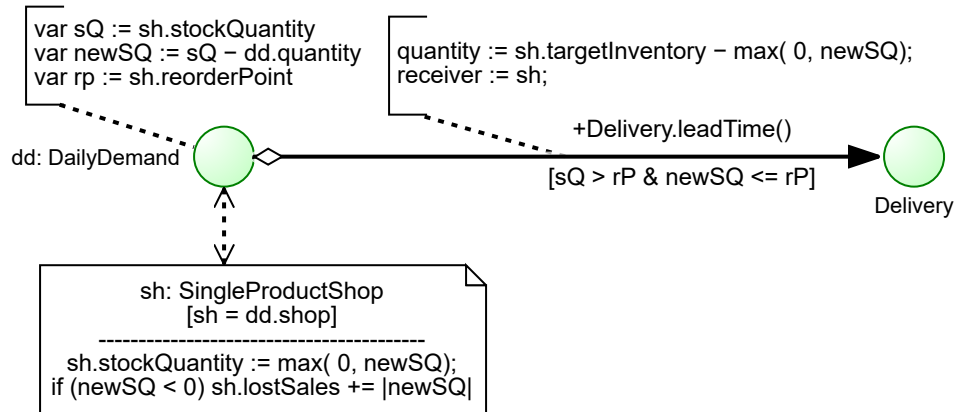 var sQ := sh.stockQuantity
var newSQ := sQ − dd.quantity
var rp := sh.reorderPoint
quantity := sh.targetInventory − max( 0, newSQ);
receiver := sh;
+Delivery.leadTime()
dd: DailyDemand
[sQ > rP & newSQ <= rP]
Delivery
sh: SingleProductShop
[sh = dd.shop]
---------------------------------------
sh.stockQuantity := max( 0, newSQ);
if (newSQ < 0) sh.lostSales += |newSQ|